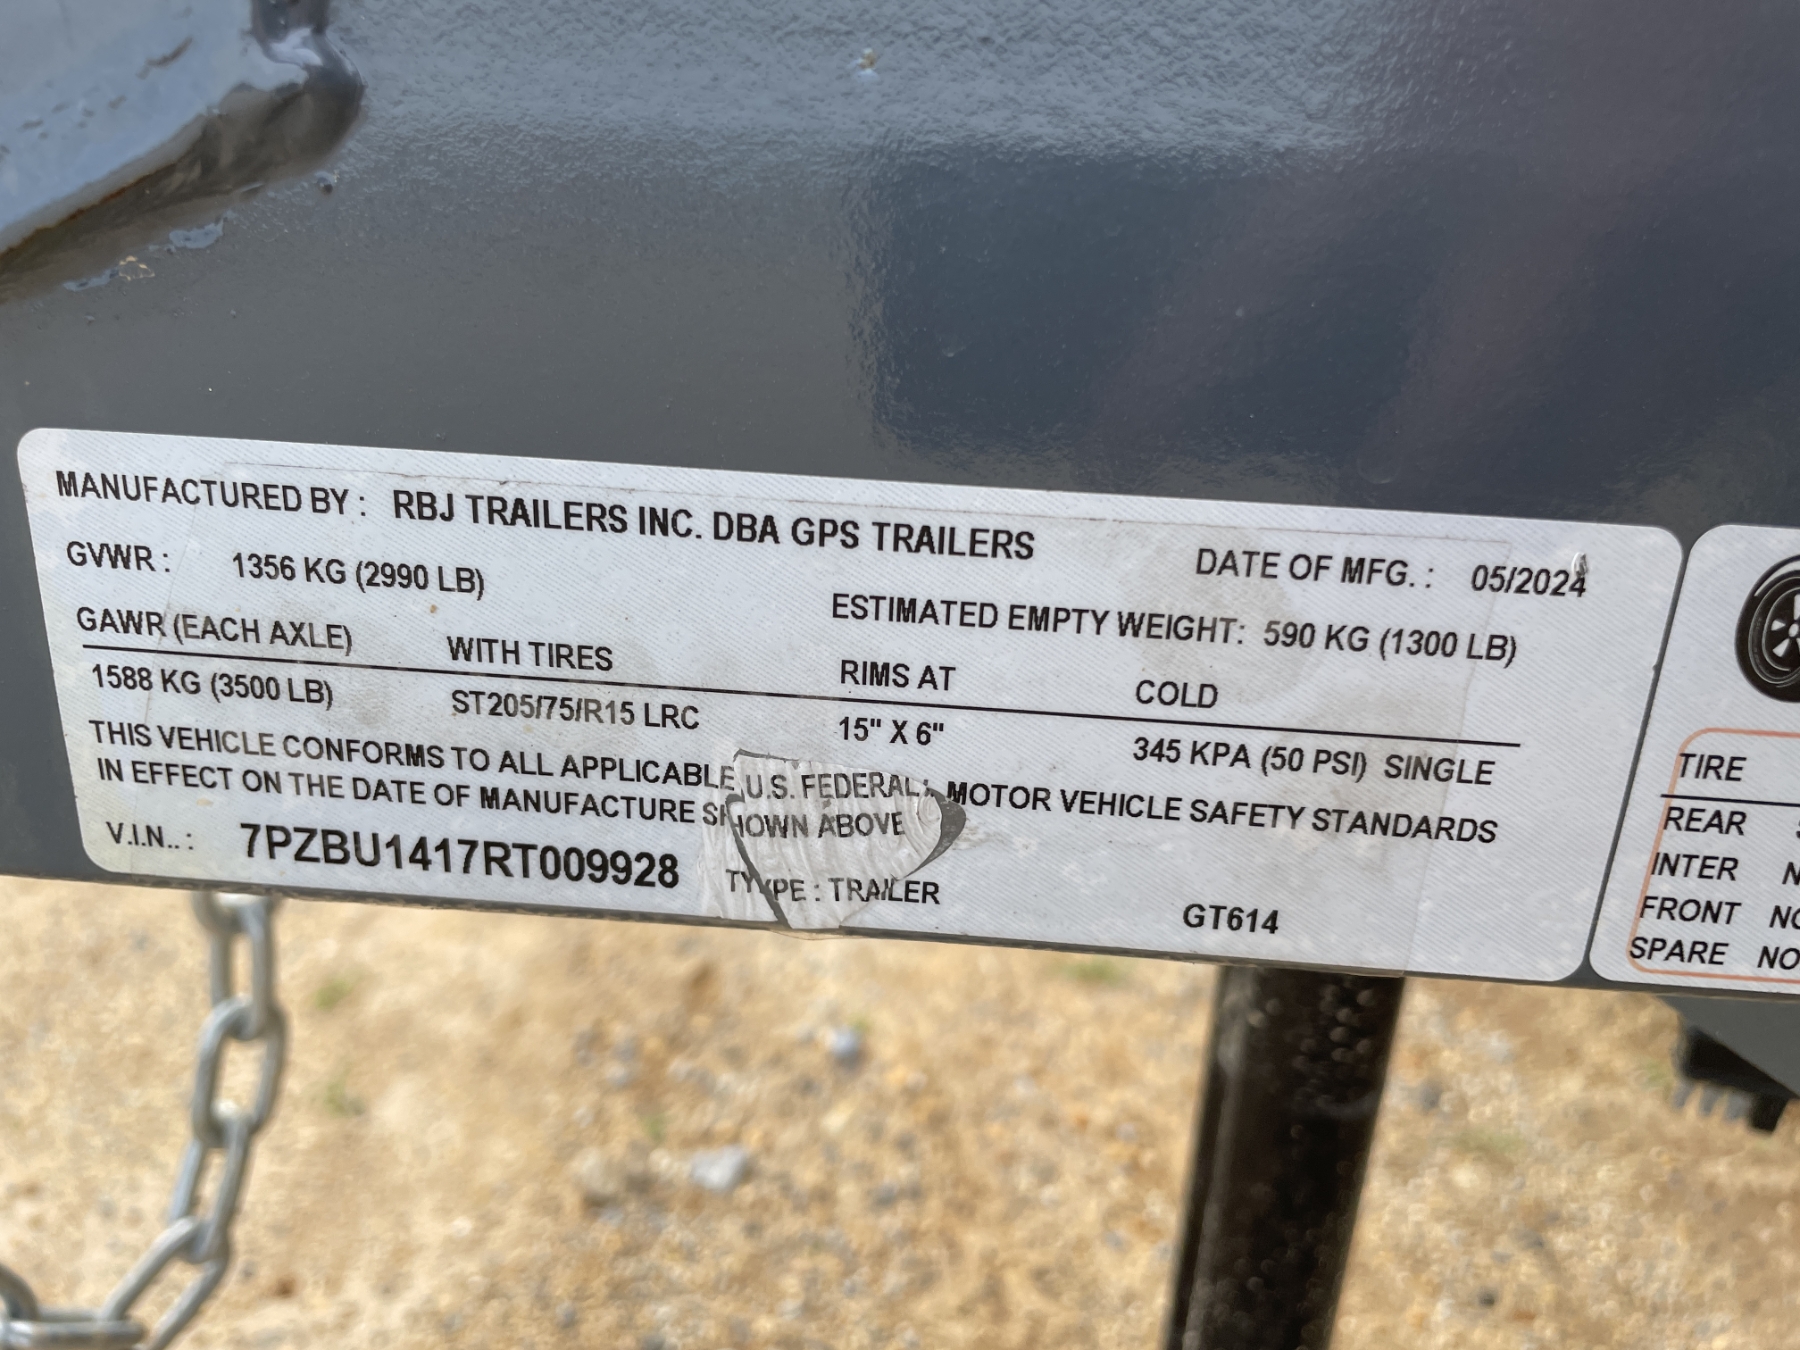 MANUFACTURED BY : RBJ TRAILERS INC. DBA GPS TRAILERS
DATE OF MFG. : 05/2024
GVWR : 1356 KG (2990 LB)
ESTIMATED EMPTY WEIGHT: 590 KG (1300 LB)
GAWR (EACH AXLE) WITH TIRES RIMS AT COLD
1588 KG (3500 LB) ST205/75/R15 LRC 15" X 6" 345 KPA (50 PSI) SINGLE
THIS VEHICLE CONFORMS TO ALL APPLICABLE U.S. FEDERAL MOTOR VEHICLE SAFETY STANDARDS
IN EFFECT ON THE DATE OF MANUFACTURE SHOWN ABOVE
V.I.N.. : 7PZBU1417RT009928 TYPE : TRAILER GT614
TIRE
REAR
INTER
FRONT
SPARE